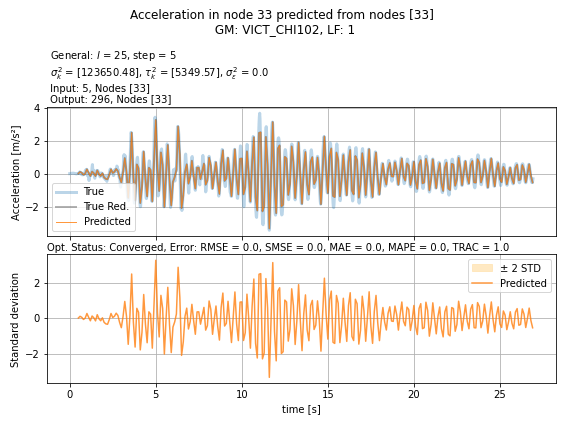 Acceleration in node 33 predicted from nodes [33]
GM: VICT_CHI102, LF: 1
General: l = 25, step = 5
σ²ₖ = [123650.48], τ²ₖ = [5349.57], σ²ε = 0.0
Input: 5, Nodes [33]
Output: 296, Nodes [33]
4
2
0
−2
Acceleration [m/s²]
True
True Red.
Predicted
Opt. Status: Converged, Error: RMSE = 0.0, SMSE = 0.0, MAE = 0.0, MAPE = 0.0, TRAC = 1.0
2
0
−2
Standard deviation
± 2 STD
Predicted
0 5 10 15 20 25
time [s]